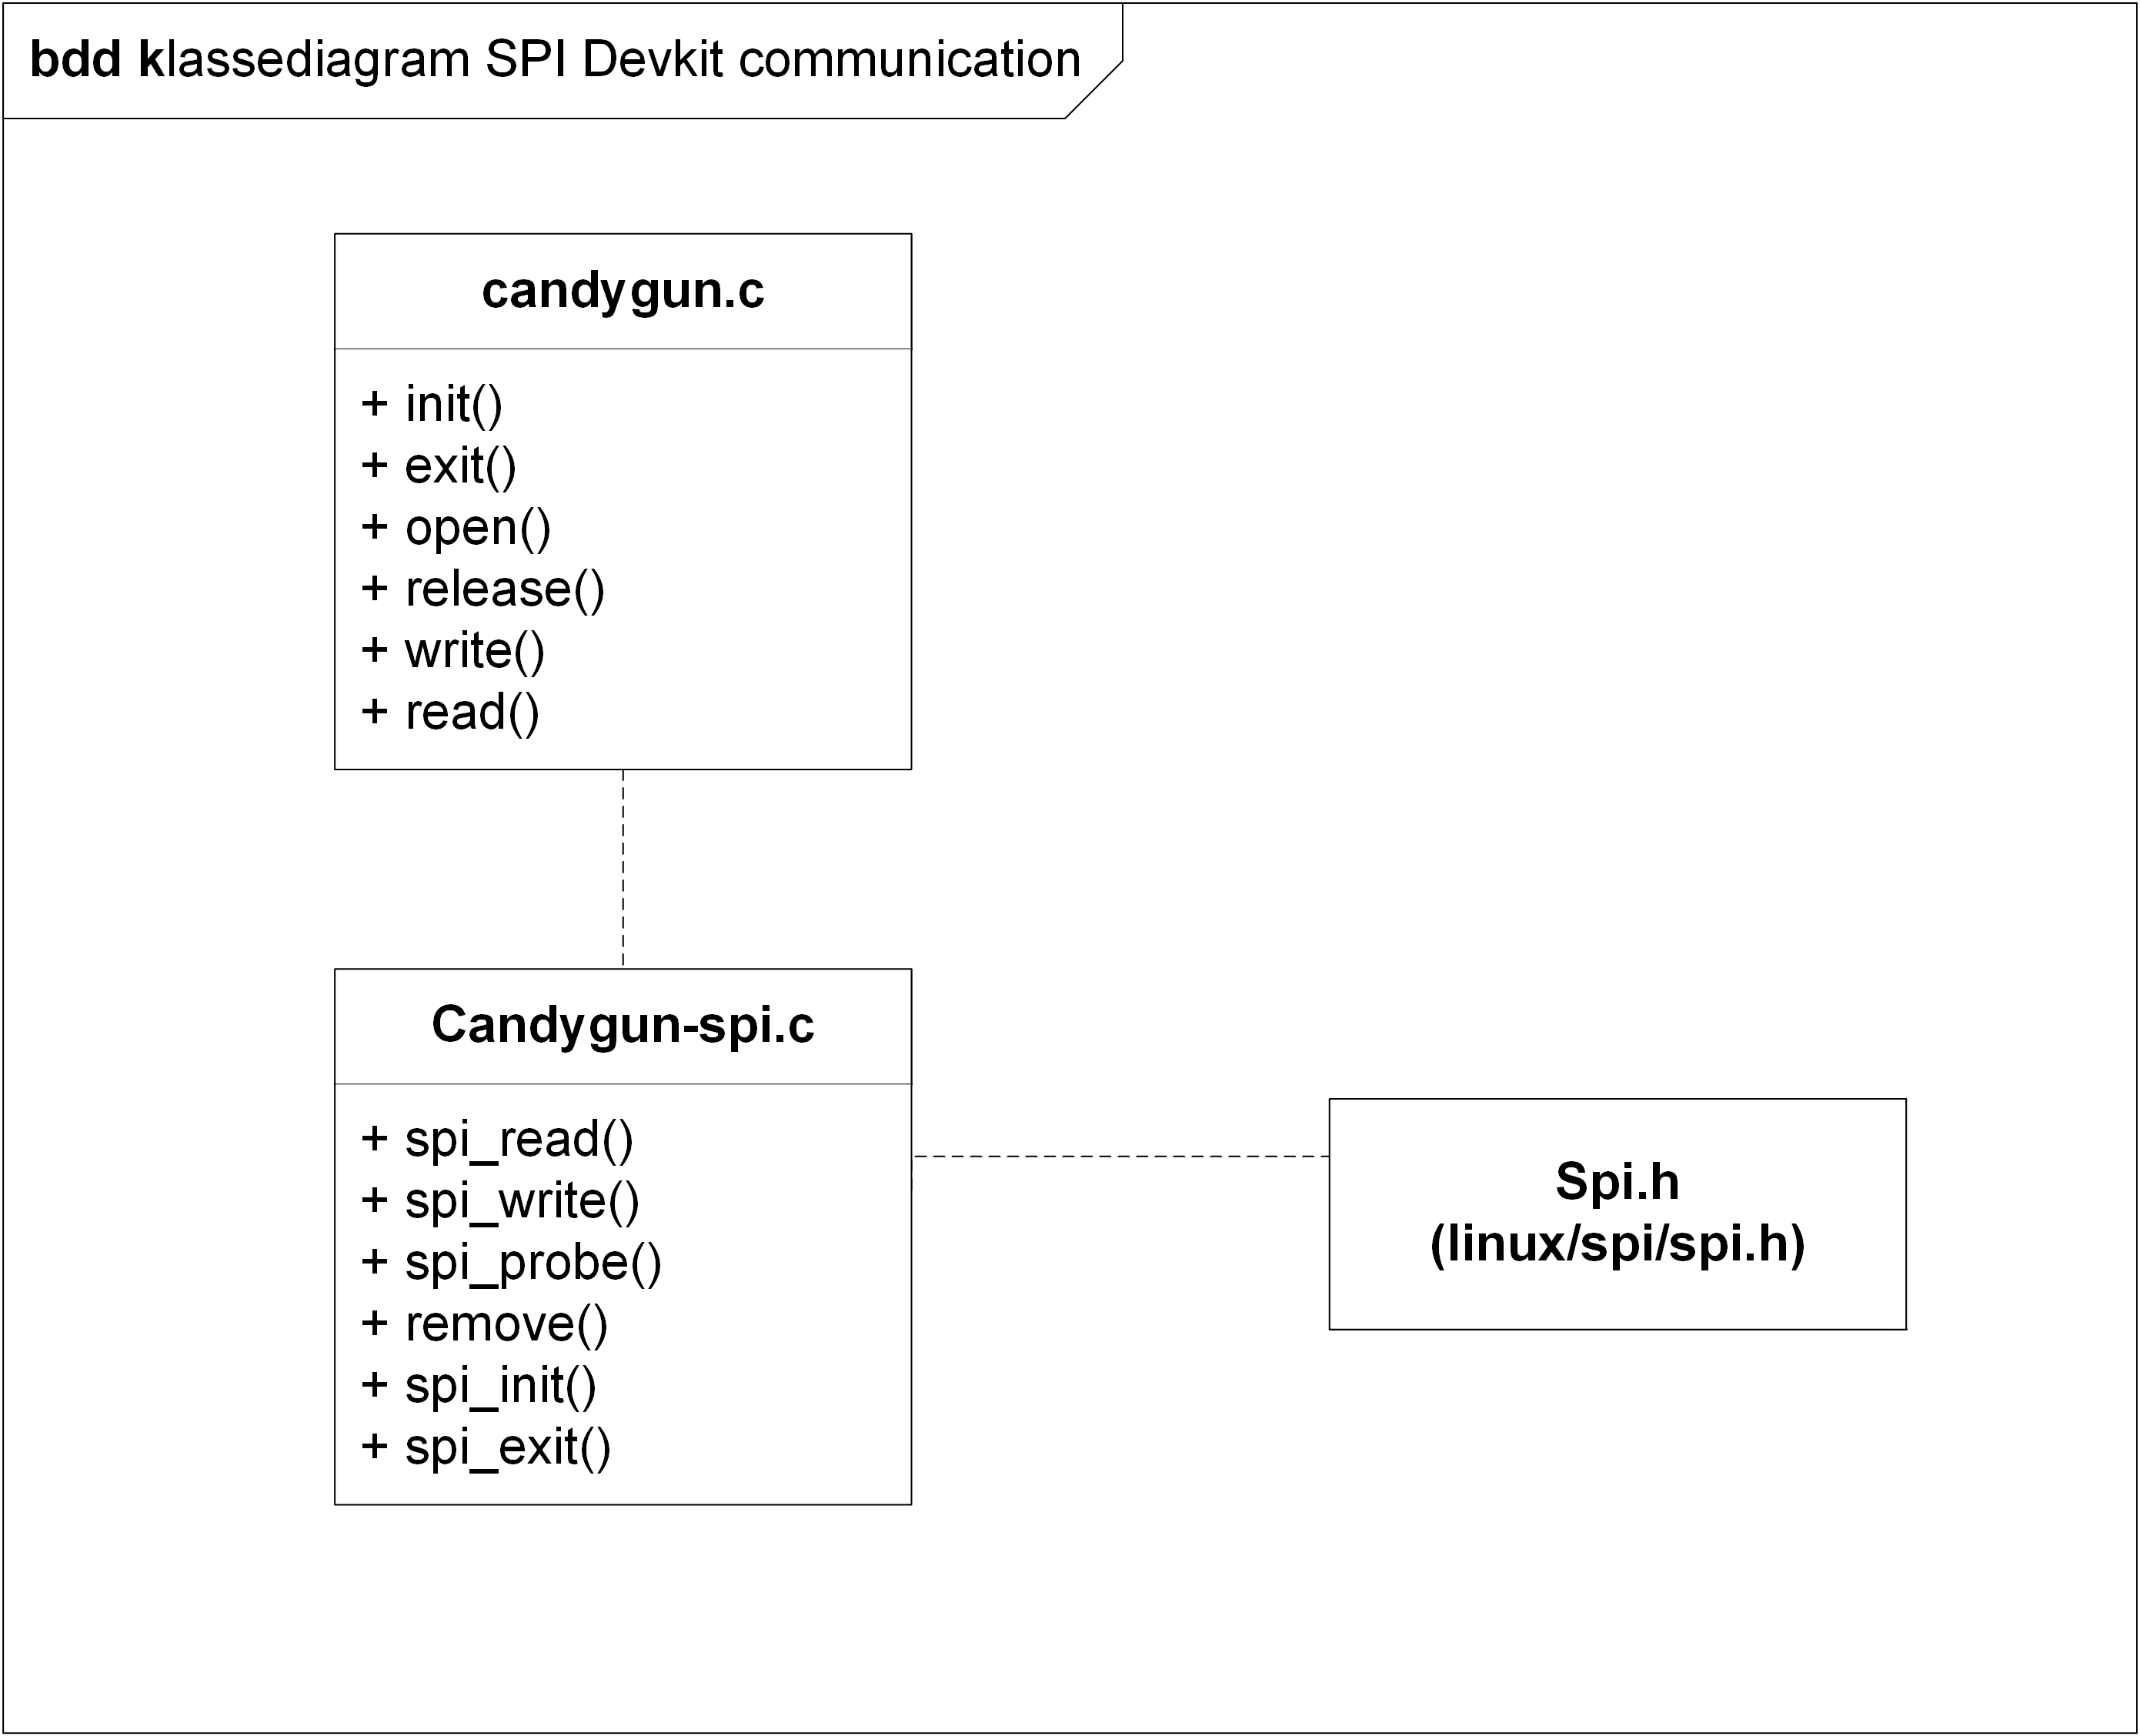 bdd klassediagram SPI Devkit communication
candygun.c
+ init()
+ exit()
+ open()
+ release()
+ write()
+ read()
Candygun-spi.c
+ spi_read()
+ spi_write()
+ spi_probe()
+ remove()
+ spi_init()
+ spi_exit()
Spi.h
(linux/spi/spi.h)